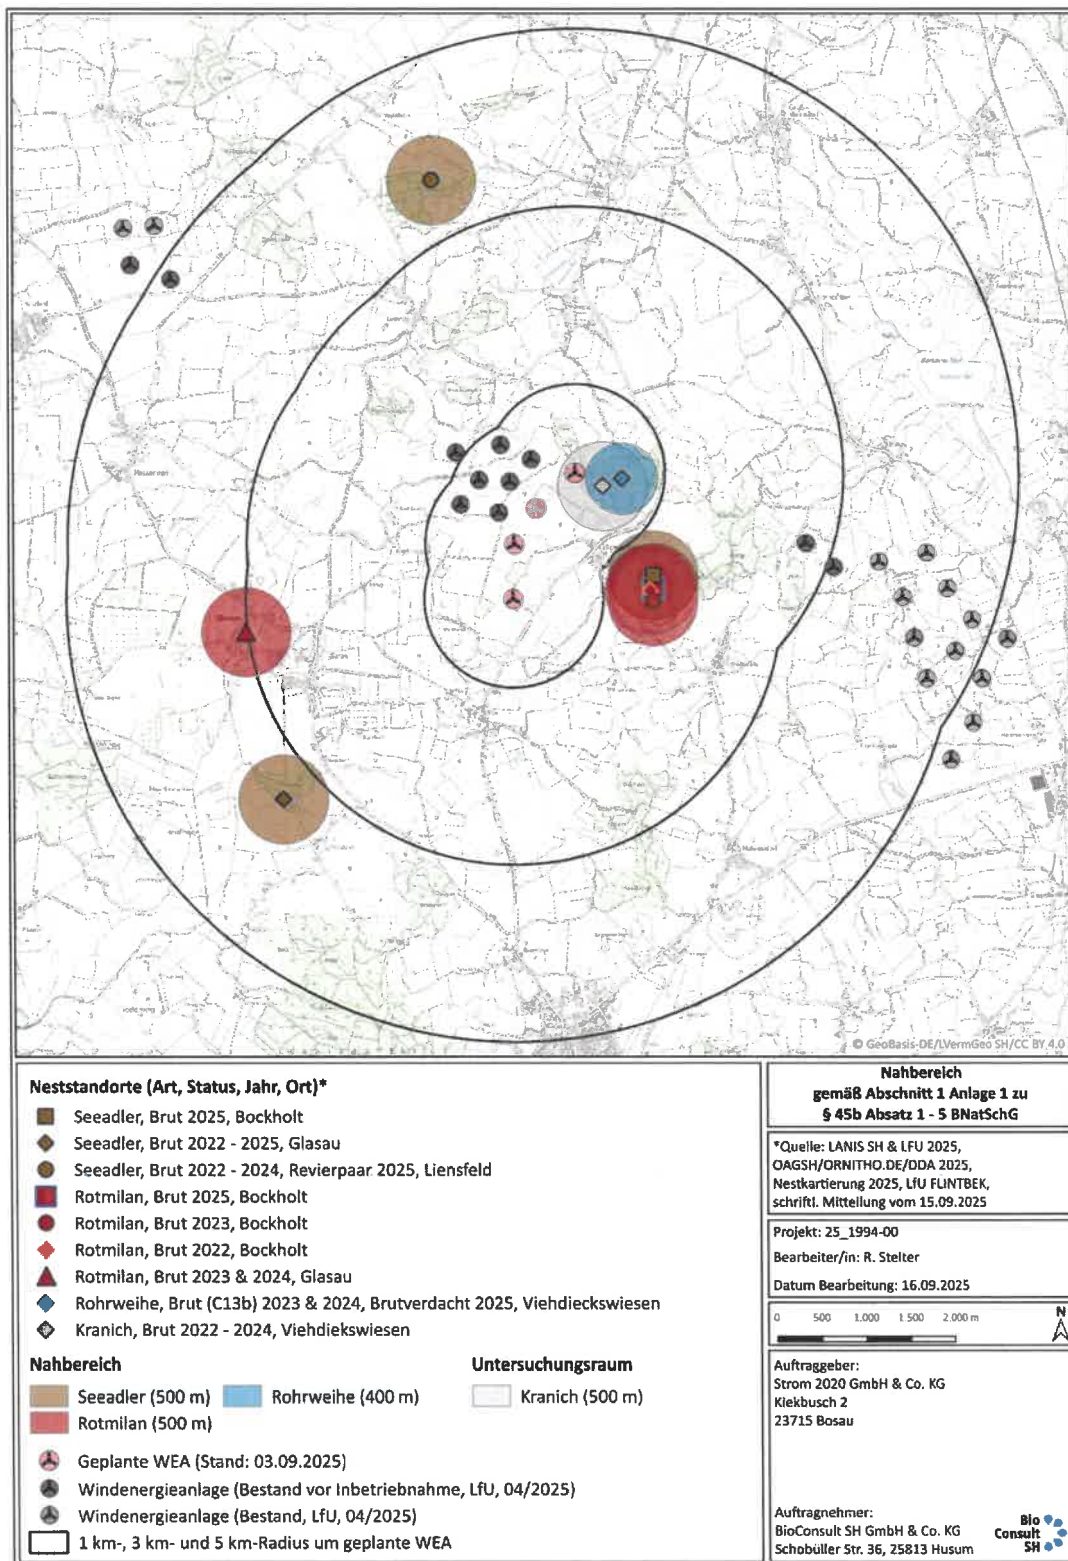 © GeoBasis-DE/LVermGeo SH/CC BY 4.0
Neststandorte (Art, Status, Jahr, Ort)*
Seeadler, Brut 2025, Bockholt
Seeadler, Brut 2022 - 2025, Glasau
Seeadler, Brut 2022 - 2024, Revierpaar 2025, Liensfeld
Rotmilan, Brut 2025, Bockholt
Rotmilan, Brut 2023, Bockholt
Rotmilan, Brut 2022, Bockholt
Rotmilan, Brut 2023 & 2024, Glasau
Rohrweihe, Brut (C13b) 2023 & 2024, Brutverdacht 2025, Viehdieckswiesen
Kranich, Brut 2022 - 2024, Viehdiekswiesen
Nahbereich
Seeadler (500 m)
Rohrweihe (400 m)
Rotmilan (500 m)
Untersuchungsraum
Kranich (500 m)
Geplante WEA (Stand: 03.09.2025)
Windenergieanlage (Bestand vor Inbetriebnahme, LfU, 04/2025)
Windenergieanlage (Bestand, LfU, 04/2025)
1 km-, 3 km- und 5 km-Radius um geplante WEA
Nahbereich
gemäß Abschnitt 1 Anlage 1 zu
§ 45b Absatz 1 - 5 BNatSchG
*Quelle: LANIS SH & LFU 2025,
OAGSH/ORNITHO.DE/DDA 2025,
Nestkartierung 2025, LfU FLINTBEK,
schriftl. Mitteilung vom 15.09.2025
Projekt: 25_1994-00
Bearbeiter/in: R. Stelter
Datum Bearbeitung: 16.09.2025
0 500 1.000 1.500 2.000 m
N
Auftraggeber:
Strom 2020 GmbH & Co. KG
Klekbusch 2
23715 Bosau
Auftragnehmer:
BioConsult SH GmbH & Co. KG
Schobüller Str. 36, 25813 Husum
Bio
Consult
SH